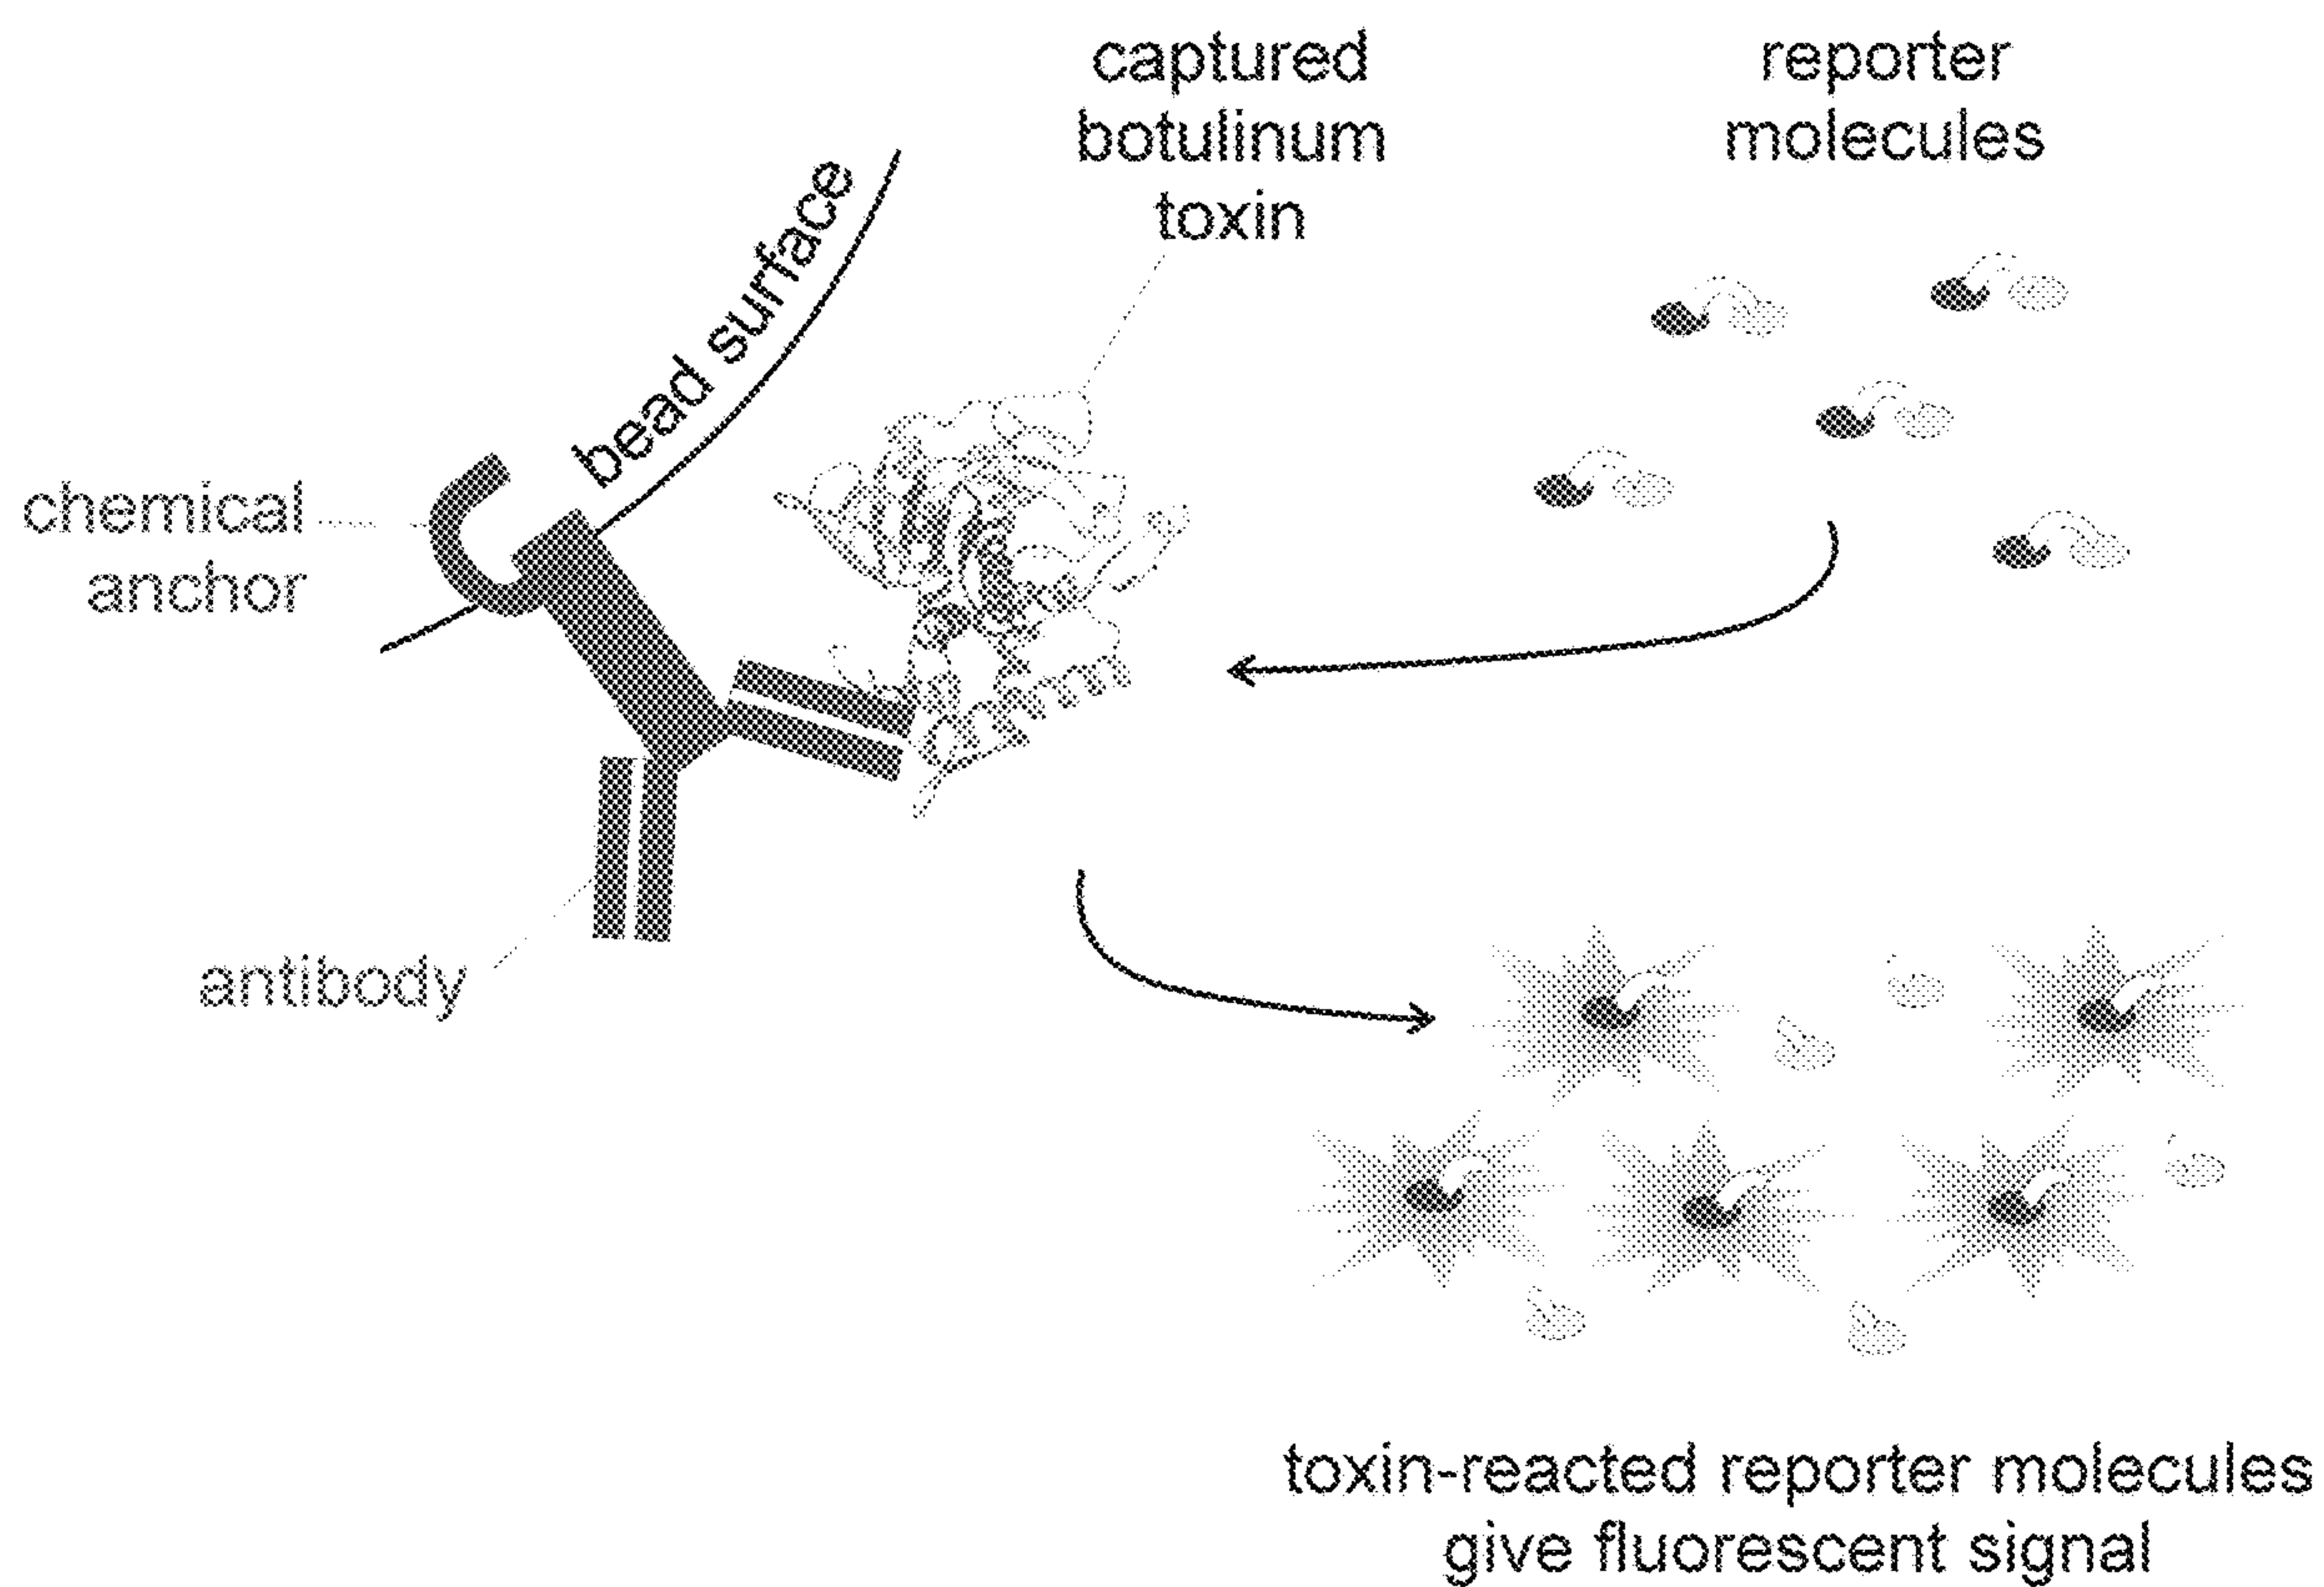 captured
botulinum
toxin
reporter
molecules
bead surface
chemical
anchor
antibody
toxin-reacted reporter molecules
give fluorescent signal